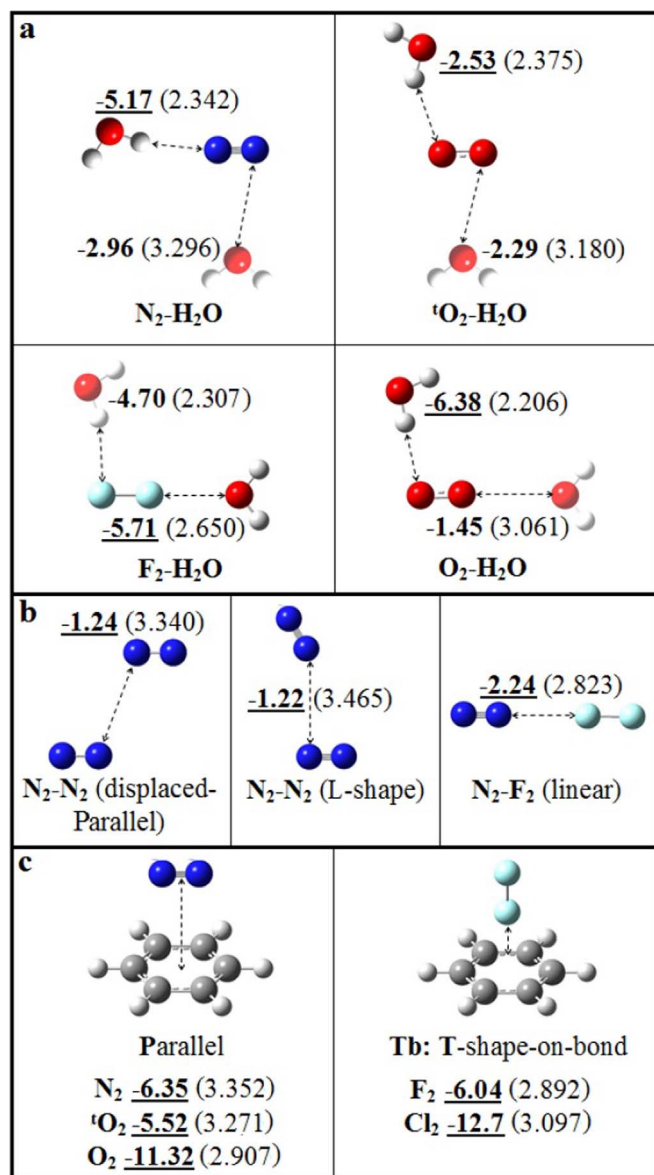 a
-5.17 (2.342)
-2.96 (3.296)
N₂-H₂O
-2.53 (2.375)
-2.29 (3.180)
ᵗO₂-H₂O
-4.70 (2.307)
-5.71 (2.650)
F₂-H₂O
-6.38 (2.206)
-1.45 (3.061)
O₂-H₂O
b
-1.24 (3.340)
N₂-N₂ (displaced-
Parallel)
-1.22 (3.465)
N₂-N₂ (L-shape)
-2.24 (2.823)
N₂-F₂ (linear)
c
Parallel
N₂ -6.35 (3.352)
ᵗO₂ -5.52 (3.271)
O₂ -11.32 (2.907)
Tb: T-shape-on-bond
F₂ -6.04 (2.892)
Cl₂ -12.7 (3.097)